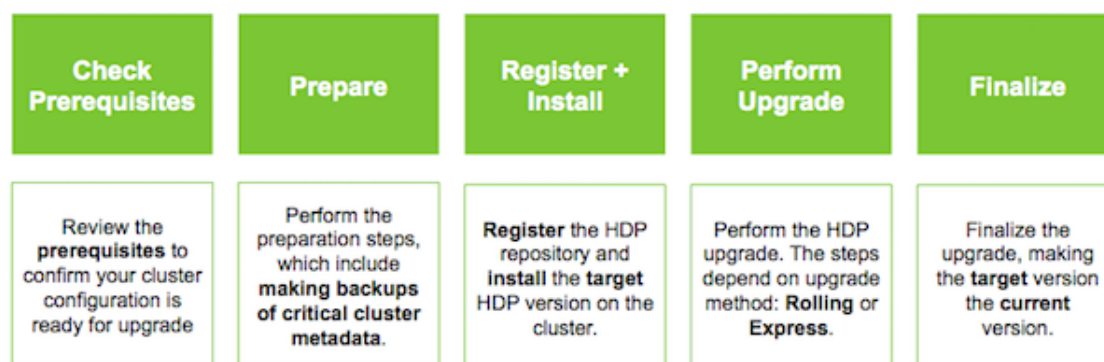 Check
Prerequisites
Prepare
Register +
Install
Perform
Upgrade
Finalize
Review the
prerequisites to
confirm your cluster
configuration is
ready for upgrade
Perform the
preparation steps,
which include
making backups
of critical cluster
metadata.
Register the HDP
repository and
install the target
HDP version on the
cluster.
Perform the HDP
upgrade. The steps
depend on upgrade
method: Rolling or
Express.
Finalize the
upgrade, making
the target version
the current
version.